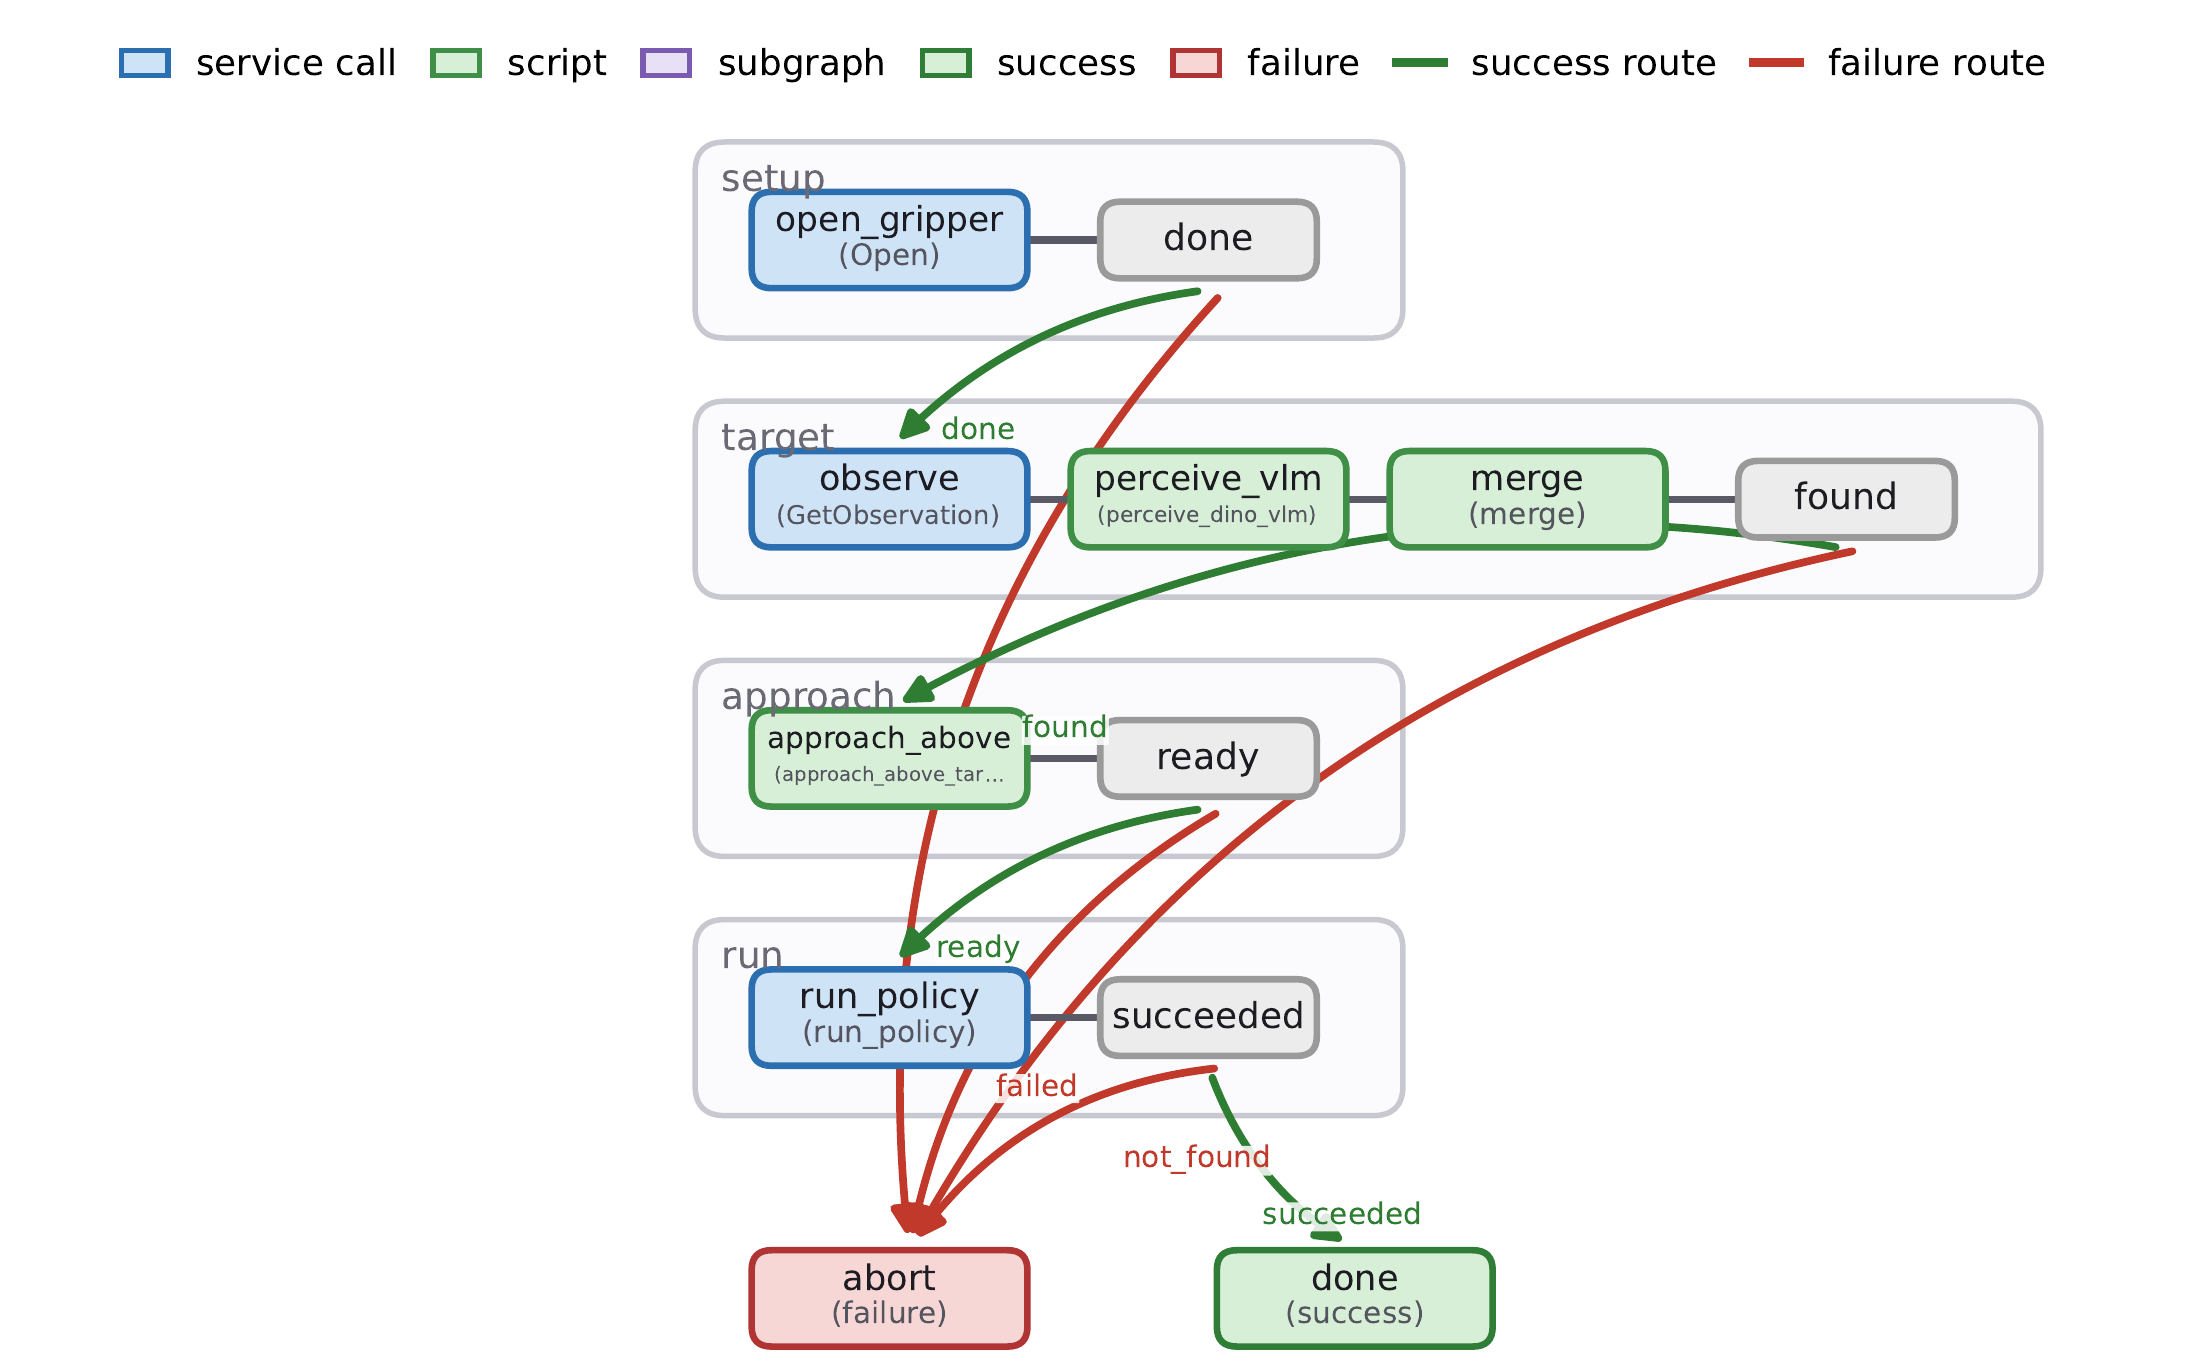 service call script subgraph success failure success route failure route
setup
open_gripper
(Open)
done
done
target
observe
(GetObservation)
perceive_vlm
(perceive_dino_vlm)
merge
(merge)
found
approach
approach_above
(approach_above_tar...
found
ready
ready
run
run_policy
(run_policy)
succeeded
failed
not_found
succeeded
abort
(failure)
done
(success)